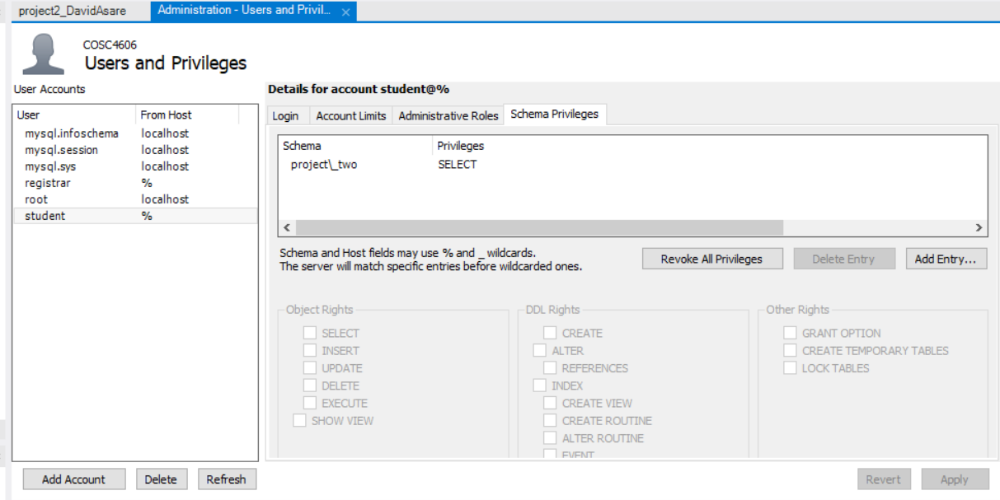 project2_DavidAsare
Administration - Users and Privil...
COSC4606
Users and Privileges
User Accounts
User From Host
mysql.infoschema localhost
mysql.session localhost
mysql.sys localhost
registrar %
root localhost
student %
Add Account Delete Refresh
Details for account student@%
Login Account Limits Administrative Roles Schema Privileges
Schema Privileges
project\_two SELECT
Schema and Host fields may use % and _ wildcards.
The server will match specific entries before wildcarded ones.
Revoke All Privileges Delete Entry Add Entry...
Object Rights
SELECT
INSERT
UPDATE
DELETE
EXECUTE
SHOW VIEW
DDL Rights
CREATE
ALTER
REFERENCES
INDEX
CREATE VIEW
CREATE ROUTINE
ALTER ROUTINE
EVENT
Other Rights
GRANT OPTION
CREATE TEMPORARY TABLES
LOCK TABLES
Revert Apply